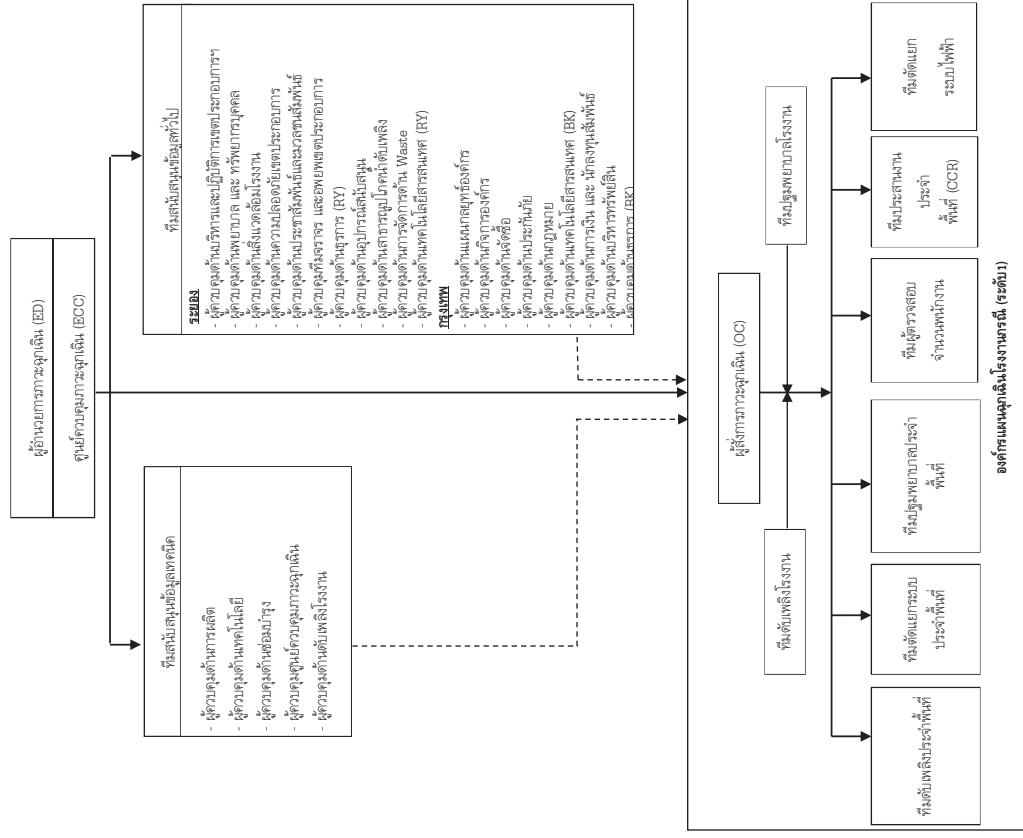 ผู้อำนวยการภาวะฉุกเฉิน (ED)
ศูนย์ควบคุมภาวะฉุกเฉิน (ECC)
ทีมสนับสนุนข้อมูลเทคนิค
- ผู้ควบคุมด้านการผลิต
- ผู้ควบคุมด้านเทคโนโลยี
- ผู้ควบคุมด้านซ่อมบำรุง
- ผู้ควบคุมศูนย์ควบคุมภาวะฉุกเฉิน
- ผู้ควบคุมด้านดับเพลิงโรงงาน
ทีมสนับสนุนข้อมูลทั่วไป
ระยอง
- ผู้ควบคุมด้านบริหารและปฏิบัติการเขตประกอบการฯ
- ผู้ควบคุมด้านพยาบาล และ ทรัพยากรบุคคล
- ผู้ควบคุมด้านสิ่งแวดล้อมโรงงาน
- ผู้ควบคุมด้านความปลอดภัยเขตประกอบการ
- ผู้ควบคุมด้านประชาสัมพันธ์และมวลชนสัมพันธ์
- ผู้ควบคุมทีมจราจร และอพยพเขตประกอบการ
- ผู้ควบคุมด้านธุรการ (RY)
- ผู้ควบคุมด้านอุปกรณ์สนับสนุน
- ผู้ควบคุมด้านสาธารณูปโภคน้ำดับเพลิง
- ผู้ควบคุมด้านการจัดการด้าน Waste
- ผู้ควบคุมด้านเทคโนโลยีสารสนเทศ (RY)
กรุงเทพ
- ผู้ควบคุมด้านแผนกลยุทธ์องค์กร
- ผู้ควบคุมด้านกิจการองค์กร
- ผู้ควบคุมด้านจัดซื้อ
- ผู้ควบคุมด้านประกันภัย
- ผู้ควบคุมด้านกฎหมาย
- ผู้ควบคุมด้านเทคโนโลยีสารสนเทศ (BK)
- ผู้ควบคุมด้านการเงิน และ นักลงทุนสัมพันธ์
- ผู้ควบคุมด้านบริหารทรัพย์สิน
- ผู้ควบคุมด้านธุรการ (BK)
ผู้สั่งการภาวะฉุกเฉิน (OC)
ทีมดับเพลิงโรงงาน
ทีมปฐมพยาบาลโรงงาน
ทีมดับเพลิงประจำพื้นที่
ทีมตัดแยกระบบ
ประจำพื้นที่
ทีมปฐมพยาบาลประจำ
พื้นที่
ทีมผู้ตรวจสอบ
จำนวนพนักงาน
ทีมประสานงาน
ประจำ
พื้นที่ (CCR)
ทีมตัดแยก
ระบบไฟฟ้า
องค์กรแผนฉุกเฉินโรงงานกรณี (ระดับ1)